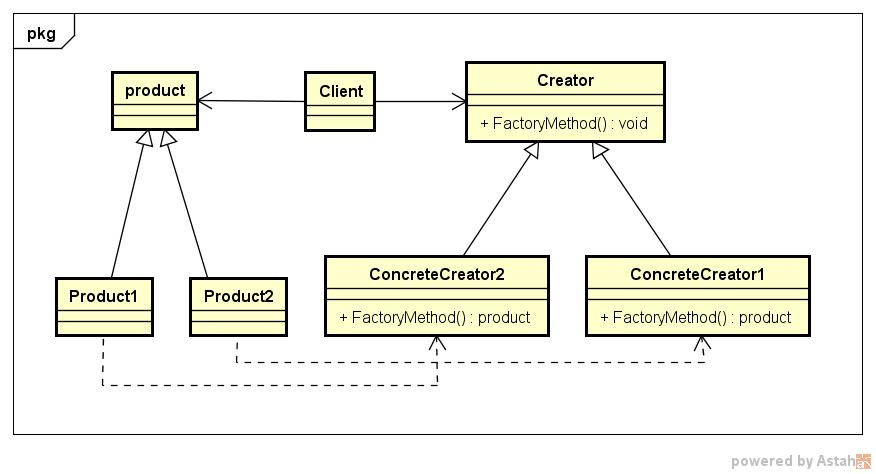 pkg
product
Client
Creator
+ FactoryMethod() : void
Product1
Product2
ConcreteCreator2
+ FactoryMethod() : product
ConcreteCreator1
+ FactoryMethod() : product
powered by Astah